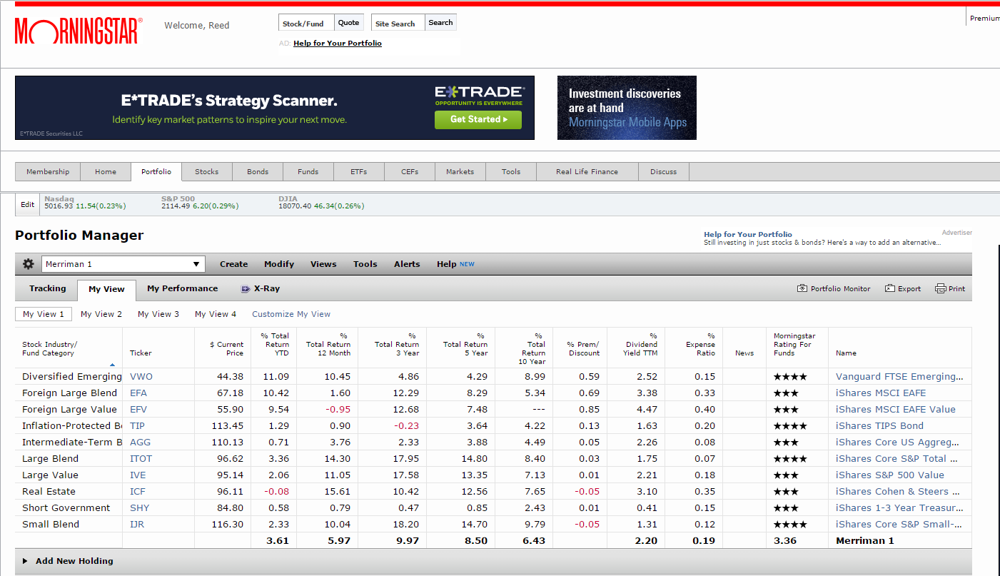 MORNINGSTAR®
Welcome, Reed
Stock/Fund Quote Site Search Search
Premium
AD: Help for Your Portfolio
E*TRADE's Strategy Scanner.
Identify key market patterns to inspire your next move.
E*TRADE Securities LLC
E*TRADE
OPPORTUNITY IS EVERYWHERE
Get Started
Investment discoveries
are at hand
Morningstar Mobile Apps
Membership Home Portfolio Stocks Bonds Funds ETFs CEFs Markets Tools Real Life Finance Discuss
Edit
Nasdaq S&P 500 DJIA
5016.93 11.54(0.23%) 2114.49 6.20(0.29%) 18070.40 46.34(0.26%)
Portfolio Manager
Help for Your Portfolio
Advertiser
Still investing in just stocks & bonds? Here's a way to add an alternative...
Merriman 1 Create Modify Views Tools Alerts Help NEW
Tracking My View My Performance X-Ray Portfolio Monitor Export Print
My View 1 My View 2 My View 3 My View 4 Customize My View
Stock Industry/
Fund Category
Ticker
$ Current
Price
% Total
Return
YTD
%
Total Return
12 Month
%
Total Return
3 Year
%
Total Return
5 Year
%
Total
Return
10 Year
% Prem/
Discount
%
Dividend
Yield TTM
%
Expense
Ratio
News
Morningstar
Rating For
Funds
Name
Diversified Emerging VWO 44.38 11.09 10.45 4.86 4.29 8.99 0.59 2.52 0.15 ★★★★ Vanguard FTSE Emerging...
Foreign Large Blend EFA 67.18 10.42 1.60 12.29 8.29 5.34 0.69 3.38 0.33 ★★★ iShares MSCI EAFE
Foreign Large Value EFV 55.90 9.54 -0.95 12.68 7.48 --- 0.85 4.47 0.40 ★★★ iShares MSCI EAFE Value
Inflation-Protected Bo TIP 113.45 1.29 0.90 -0.23 3.64 4.22 0.13 1.63 0.20 ★★★★ iShares TIPS Bond
Intermediate-Term B AGG 110.13 0.71 3.76 2.33 3.88 4.49 0.05 2.26 0.08 ★★★ iShares Core US Aggreg...
Large Blend ITOT 96.62 3.36 14.30 17.95 14.80 8.40 0.03 1.75 0.07 ★★★★ iShares Core S&P Total ...
Large Value IVE 95.14 2.06 11.05 17.58 13.35 7.13 0.01 2.21 0.18 ★★★ iShares S&P 500 Value
Real Estate ICF 96.11 -0.08 15.61 10.42 12.56 7.65 -0.05 3.10 0.35 ★★★ iShares Cohen & Steers ...
Short Government SHY 84.80 0.58 0.79 0.47 0.85 2.43 0.01 0.41 0.15 ★★★ iShares 1-3 Year Treasur...
Small Blend IJR 116.30 2.33 10.04 18.20 14.70 9.79 -0.05 1.31 0.12 ★★★★ iShares Core S&P Small-...
3.61 5.97 9.97 8.50 6.43 2.20 0.19 3.36 Merriman 1
Add New Holding